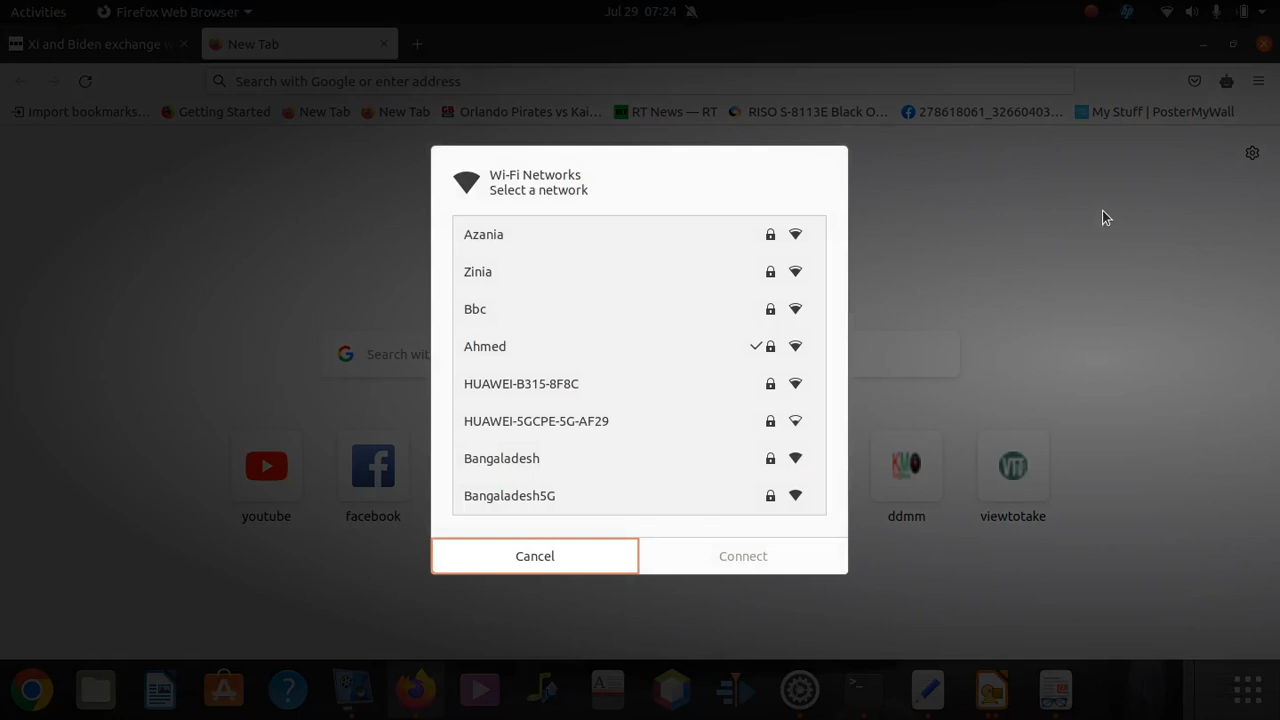 Activities
Firefox Web Browser
Jul 29 07:24
Xi and Biden exchange w
New Tab
Search with Google or enter address
Import bookmarks...
Getting Started
New Tab
New Tab
Orlando Pirates vs Kai...
RT News — RT
RISO S-8113E Black O...
278618061_32660403...
My Stuff | PosterMyWall
Wi-Fi Networks
Select a network
Azania
Zinia
Bbc
Ahmed
HUAWEI-B315-8F8C
HUAWEI-5GCPE-5G-AF29
Bangaladesh
Bangaladesh5G
Cancel
Connect
Search wit
youtube
facebook
ddmm
viewtotake